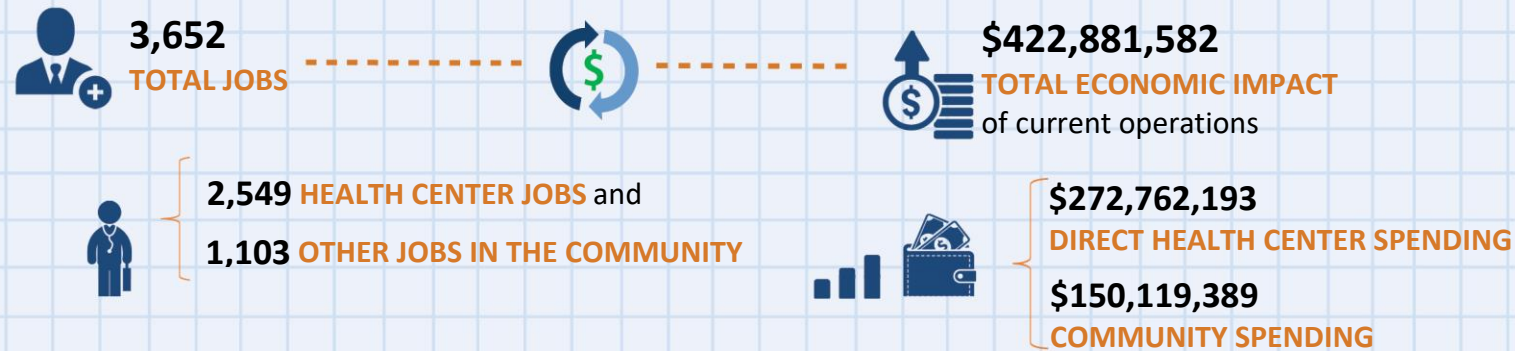 3,652
TOTAL JOBS
$
$422,881,582
TOTAL ECONOMIC IMPACT
of current operations
$
2,549 HEALTH CENTER JOBS and
1,103 OTHER JOBS IN THE COMMUNITY
$272,762,193
DIRECT HEALTH CENTER SPENDING
$150,119,389
COMMUNITY SPENDING